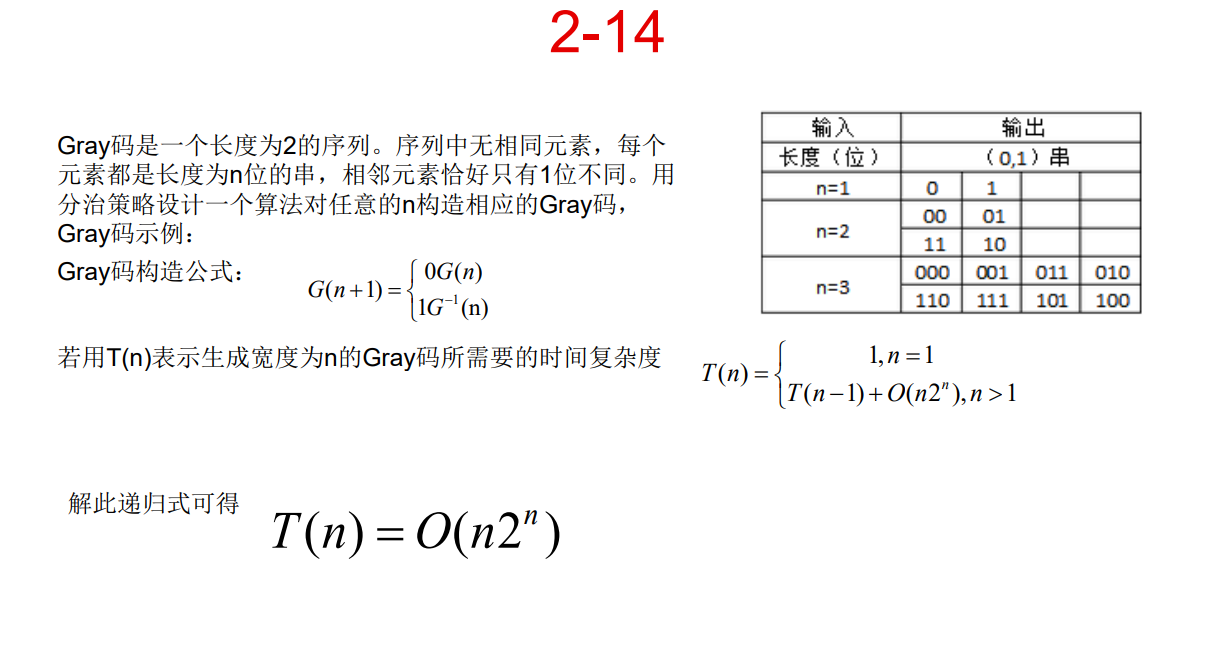 2-14
Gray码是一个长度为2的序列。序列中无相同元素，每个
元素都是长度为n位的串，相邻元素恰好只有1位不同。用
分治策略设计一个算法对任意的n构造相应的Gray码，
Gray码示例：
Gray码构造公式： G(n+1) = { 0G(n)
1G⁻¹(n)
输入 输出
长度（位） （0,1）串
n=1 0 1
n=2 00 01
11 10
n=3 000 001 011 010
110 111 101 100
若用T(n)表示生成宽度为n的Gray码所需要的时间复杂度
T(n) = { 1, n = 1
T(n−1) + O(n2ⁿ), n > 1
解此递归式可得 T(n) = O(n2ⁿ)